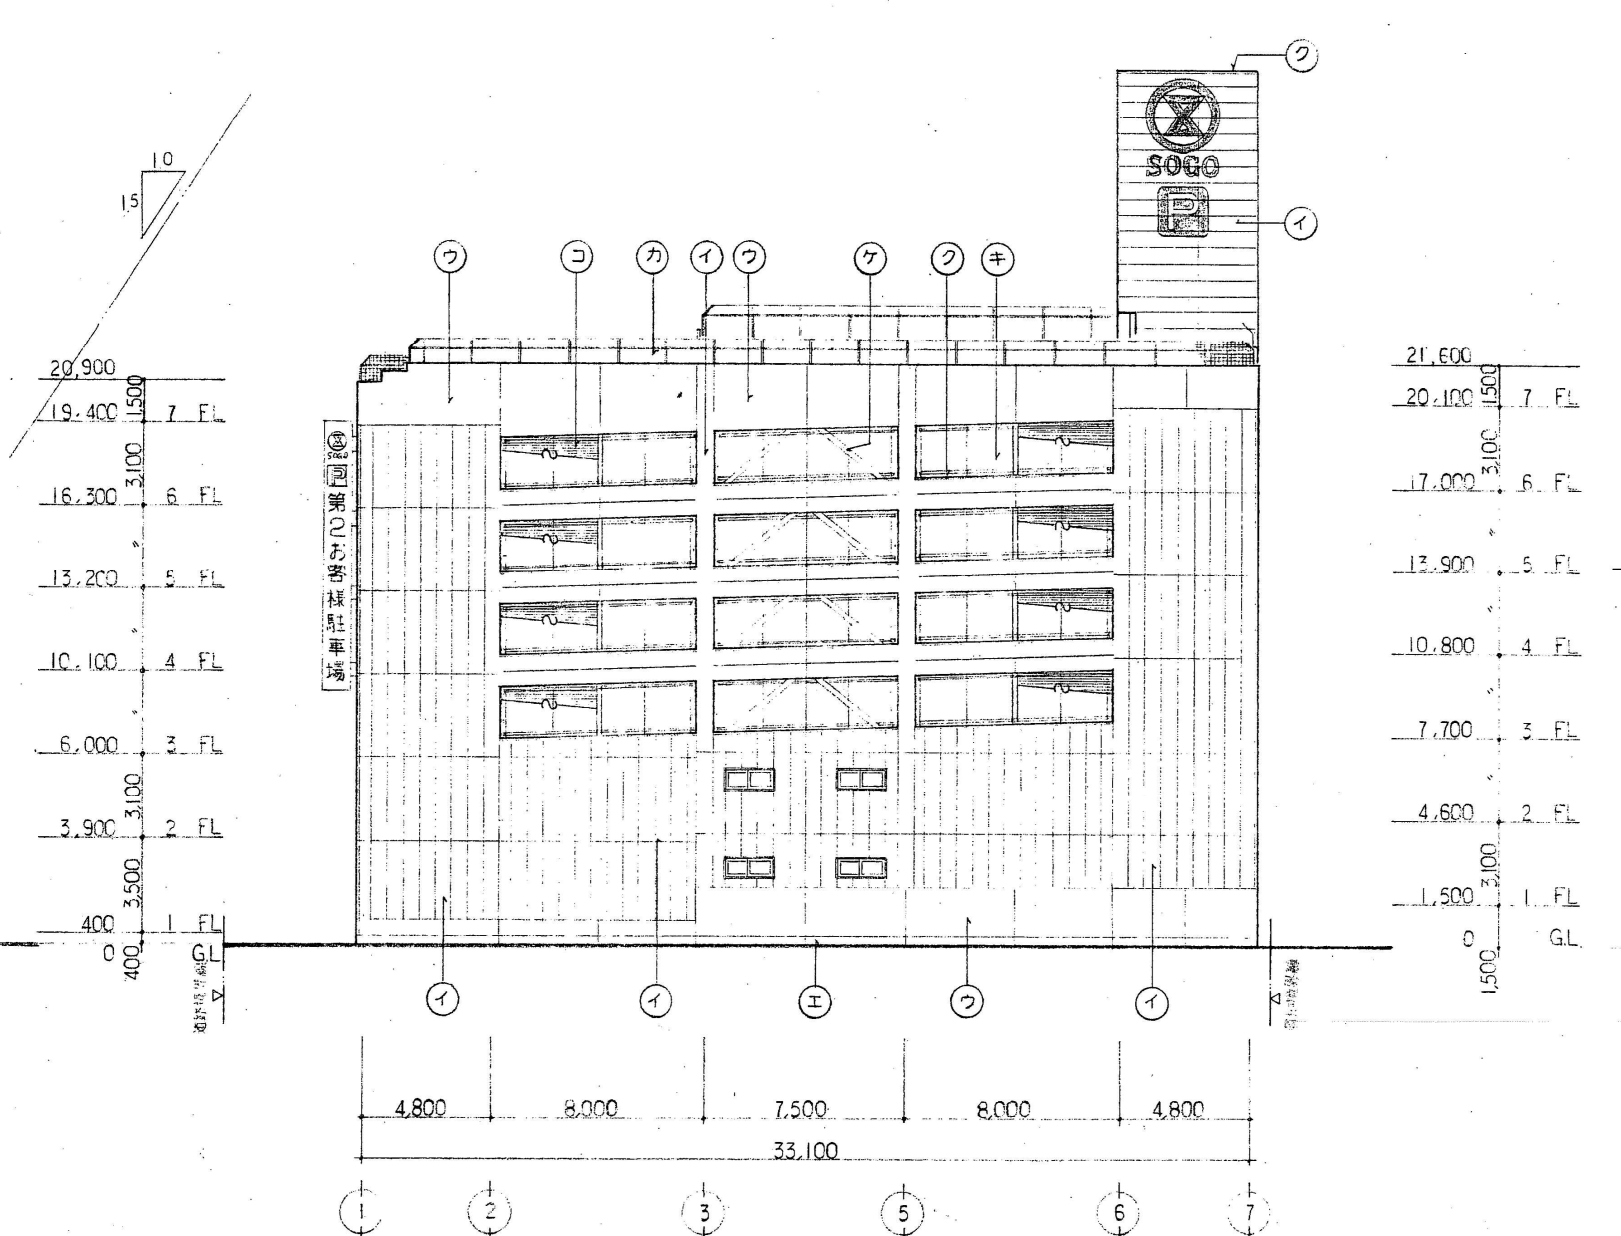 ク
SOGO
P
イ
10
15
ウ
コ
カ
イ
ウ
ケ
ク
キ
20,900
1,500
19,400 7 FL
3,100
16,300 6 FL
〃
13,200 5 FL
〃
10,100 4 FL
〃
6,000 3 FL
3,100
3,900 2 FL
3,500
400 1 FL
0 G.L
400
SOGO P 第2お客様駐車場
21,600
1,500
20,100 7 FL
3,100
17,000 6 FL
〃
13,900 5 FL
〃
10,800 4 FL
〃
7,700 3 FL
〃
4,600 2 FL
3,100
1,500 1 FL
0 G.L
1,500
イ
イ
エ
ウ
イ
4,800 8,000 7,500 8,000 4,800
33,100
1 2 3 5 6 7